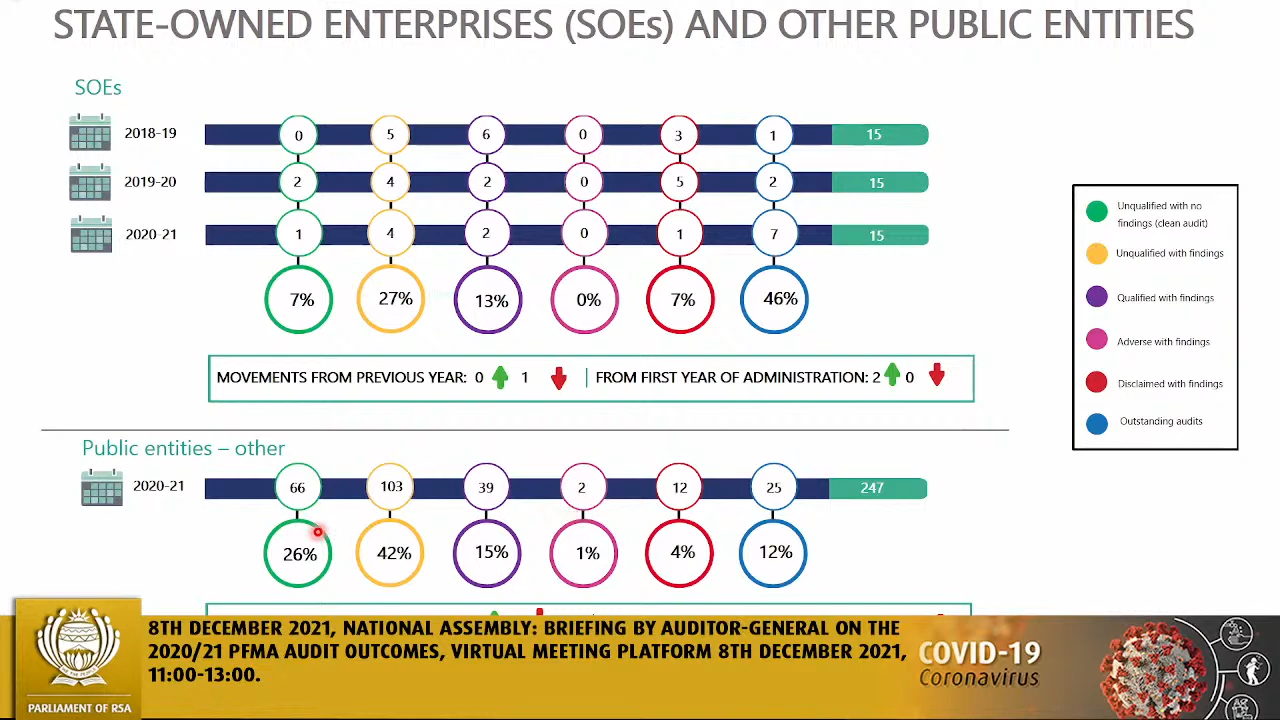 STATE-OWNED ENTERPRISES (SOEs) AND OTHER PUBLIC ENTITIES
SOEs
2018-19 0 5 6 0 3 1 15
2019-20 2 4 2 0 5 2 15
2020-21 1 4 2 0 1 7 15
7% 27% 13% 0% 7% 46%
MOVEMENTS FROM PREVIOUS YEAR: 0 1 FROM FIRST YEAR OF ADMINISTRATION: 2 0
Public entities – other
2020-21 66 103 39 2 12 25 247
26% 42% 15% 1% 4% 12%
Unqualified with no
findings (clean audit)
Unqualified with findings
Qualified with findings
Adverse with findings
Disclaimed with findings
Outstanding audits
8TH DECEMBER 2021, NATIONAL ASSEMBLY: BRIEFING BY AUDITOR-GENERAL ON THE
2020/21 PFMA AUDIT OUTCOMES, VIRTUAL MEETING PLATFORM 8TH DECEMBER 2021,
11:00-13:00.
PARLIAMENT OF RSA
COVID-19
Coronavirus